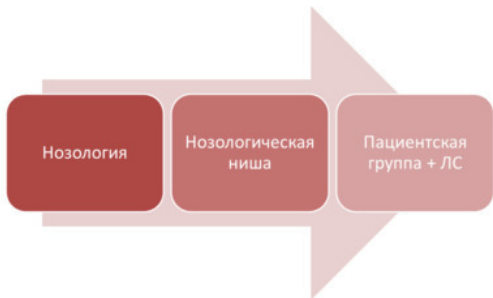 Нозология
Нозологическая
ниша
Пациентская
группа + ЛС